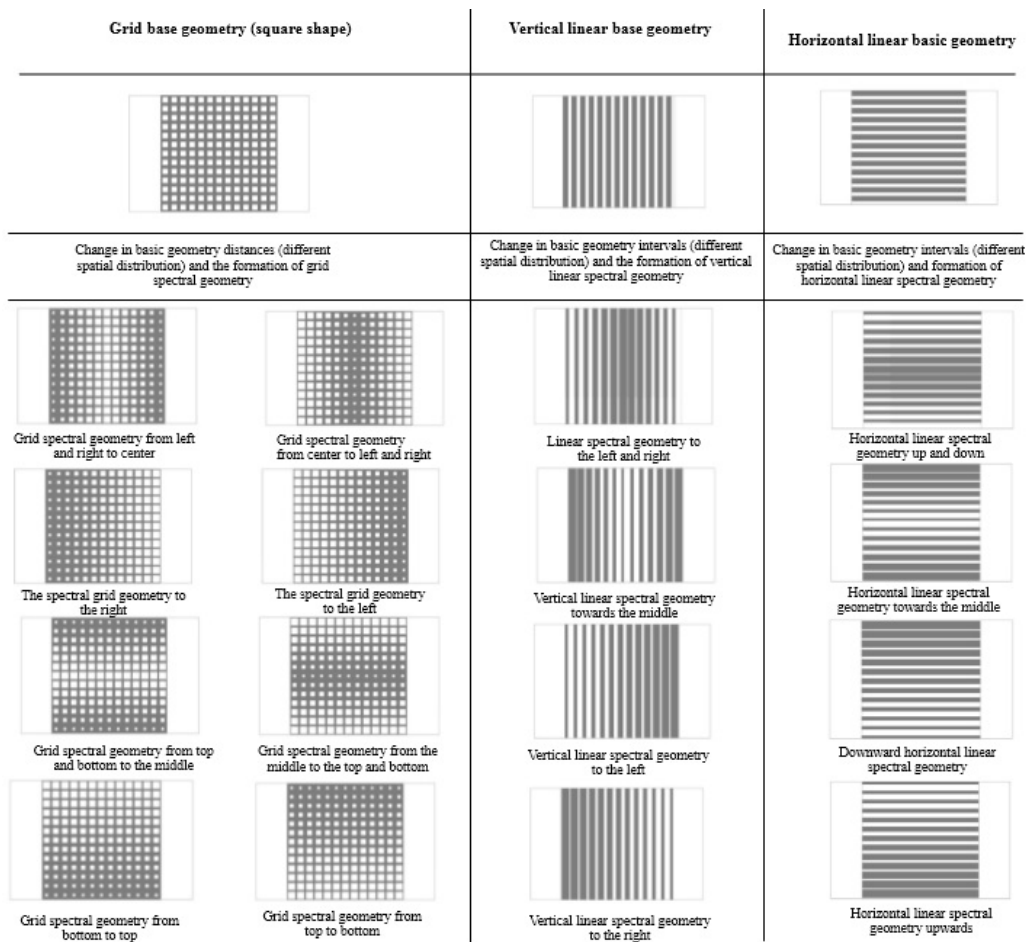 Grid base geometry (square shape)
Vertical linear base geometry
Horizontal linear basic geometry
Change in basic geometry distances (different
spatial distribution) and the formation of grid
spectral geometry
Change in basic geometry intervals (different
spatial distribution) and the formation of vertical
linear spectral geometry
Change in basic geometry intervals (different
spatial distribution) and formation of
horizontal linear spectral geometry
Grid spectral geometry from left
and right to center
Grid spectral geometry
from center to left and right
Linear spectral geometry to
the left and right
Horizontal linear spectral
geometry up and down
The spectral grid geometry to
the right
The spectral grid geometry
to the left
Vertical linear spectral geometry
towards the middle
Horizontal linear spectral
geometry towards the middle
Grid spectral geometry from top
and bottom to the middle
Grid spectral geometry from the
middle to the top and bottom
Vertical linear spectral geometry
to the left
Downward horizontal linear
spectral geometry
Grid spectral geometry from
bottom to top
Grid spectral geometry from
top to bottom
Vertical linear spectral geometry
to the right
Horizontal linear spectral
geometry upwards